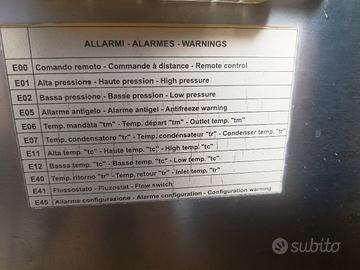 ALLARMI - ALARMES - WARNINGS
E00 Comando remoto - Commande à distance - Remote control
E01 Alta pressione - Haute pression - High pressure
E02 Bassa pressione - Bassa pression - Low pressure
E05 Allarme antigelo - Alarme antigel - Antifreeze warning
E06 Temp. mandàta "tm" - Temp. départ "tm" - Outlet temp. "tm"
E07 Temp. condensatore "tr" - Temp. condensateur "tr" - Condenser temp. "tr"
E11 Alta temp. "tc" - Haute temp. "tc" - High temp. "tc"
E12 Bassa temp. "tc" - Basse temp. "tc" - Low temp. "tc"
E40 Temp. ritorno "tr" - Temp. retour "tr" - Inlet temp. "tr"
E41 Flussostato - Fluxostat - Flow switch
E45 Allarme configurazione - Alarme configuration - Configuration warning
subito